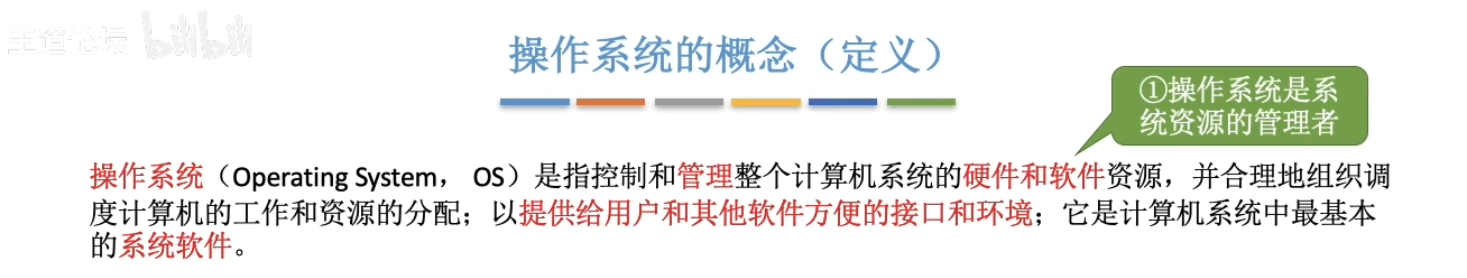 王道论坛 bilibili
操作系统的概念（定义）
①操作系统是系
统资源的管理者
操作系统（Operating System， OS）是指控制和管理整个计算机系统的硬件和软件资源，并合理地组织调
度计算机的工作和资源的分配；以提供给用户和其他软件方便的接口和环境；它是计算机系统中最基本
的系统软件。